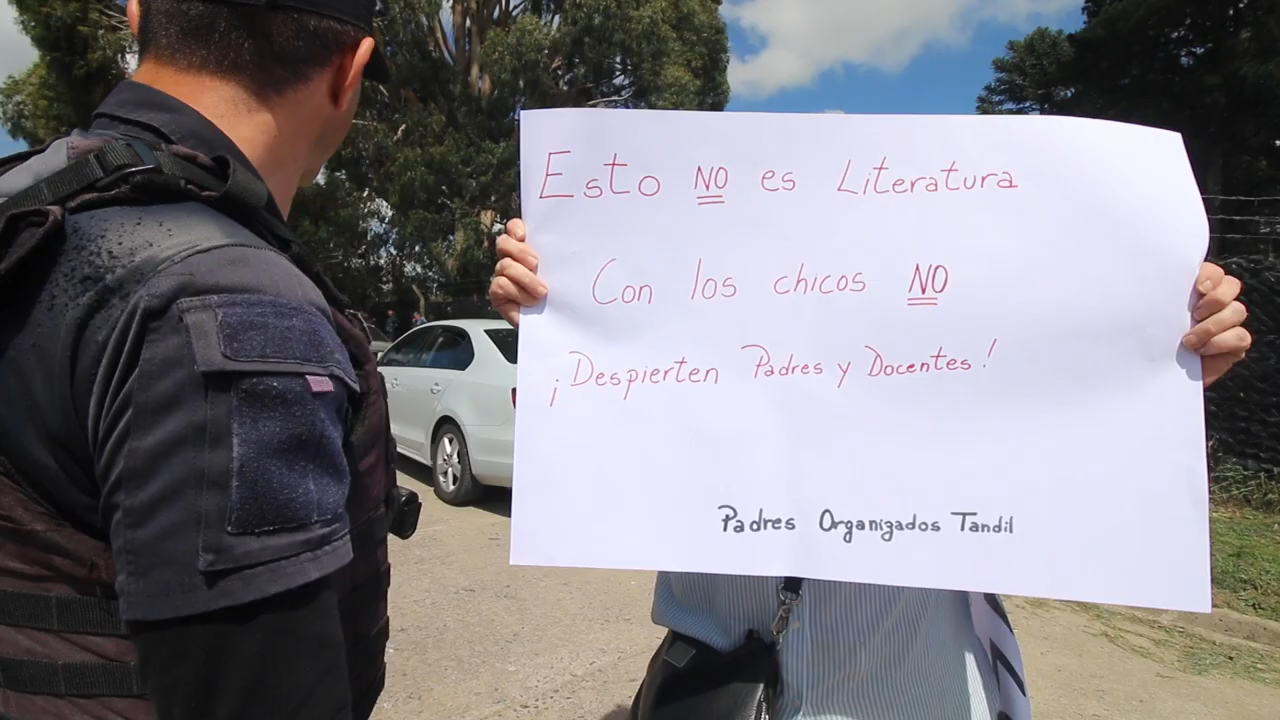 Esto NO es Literatura
Con los chicos NO
¡Despierten Padres y Docentes!
Padres Organizados Tandil